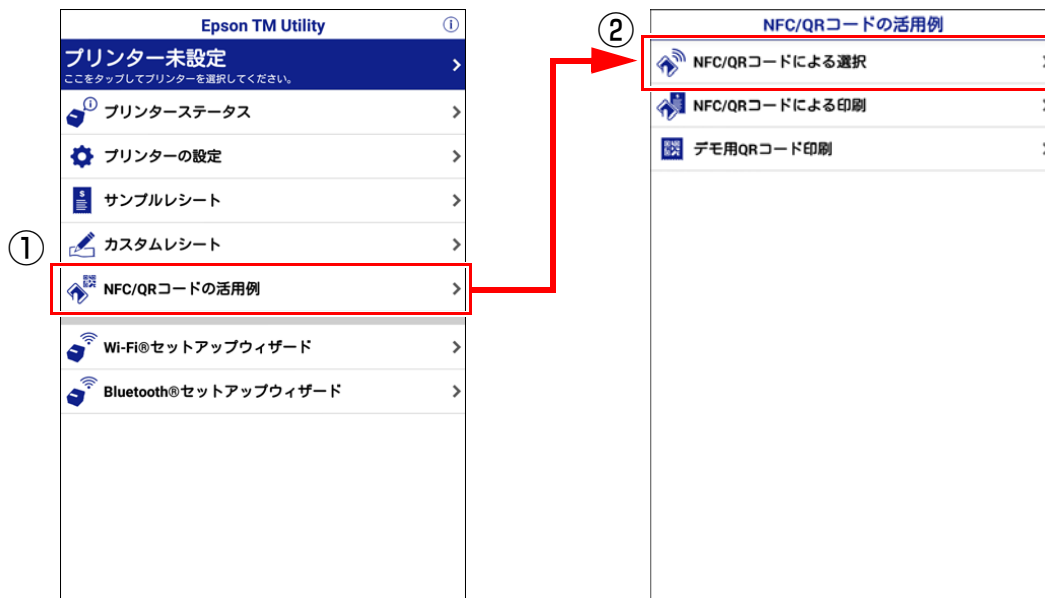 Epson TM Utility
プリンター未設定
ここをタップしてプリンターを選択してください。
プリンターステータス
プリンターの設定
サンプルレシート
カスタムレシート
①
NFC/QRコードの活用例
Wi-Fi®セットアップウィザード
Bluetooth®セットアップウィザード
②
NFC/QRコードの活用例
NFC/QRコードによる選択
NFC/QRコードによる印刷
デモ用QRコード印刷